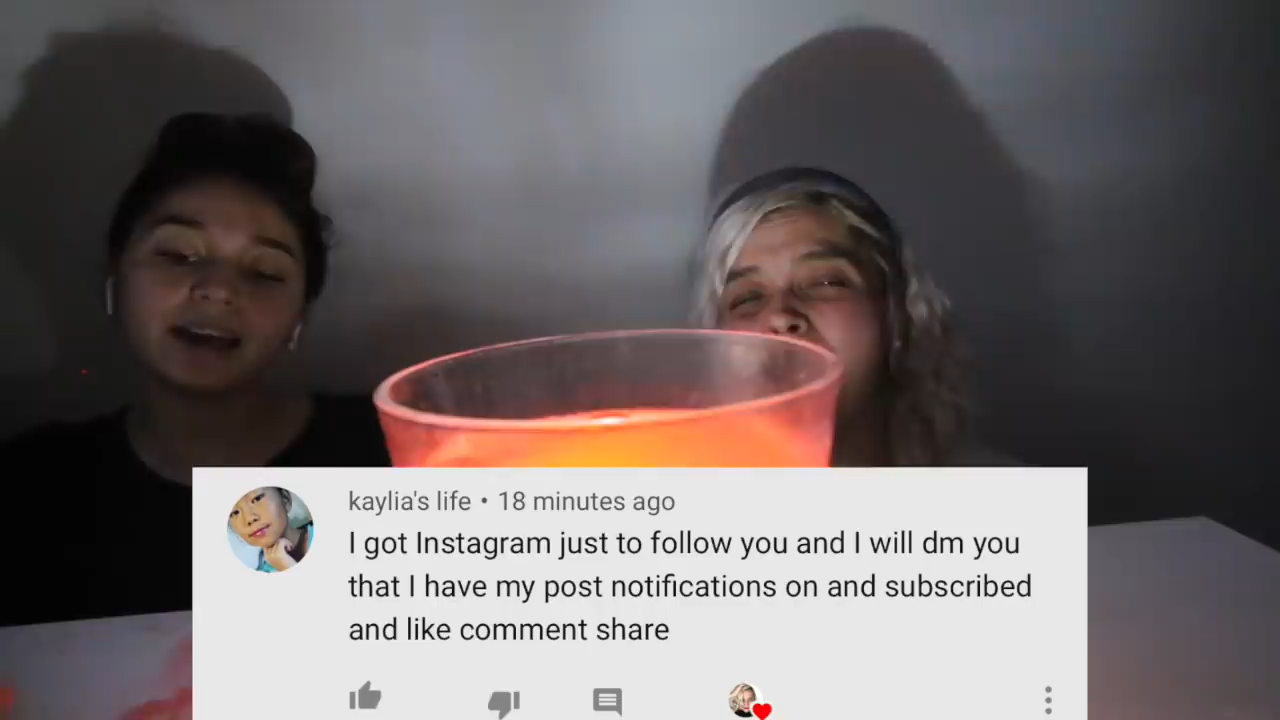 kaylia's life • 18 minutes ago
I got Instagram just to follow you and I will dm you
that I have my post notifications on and subscribed
and like comment share